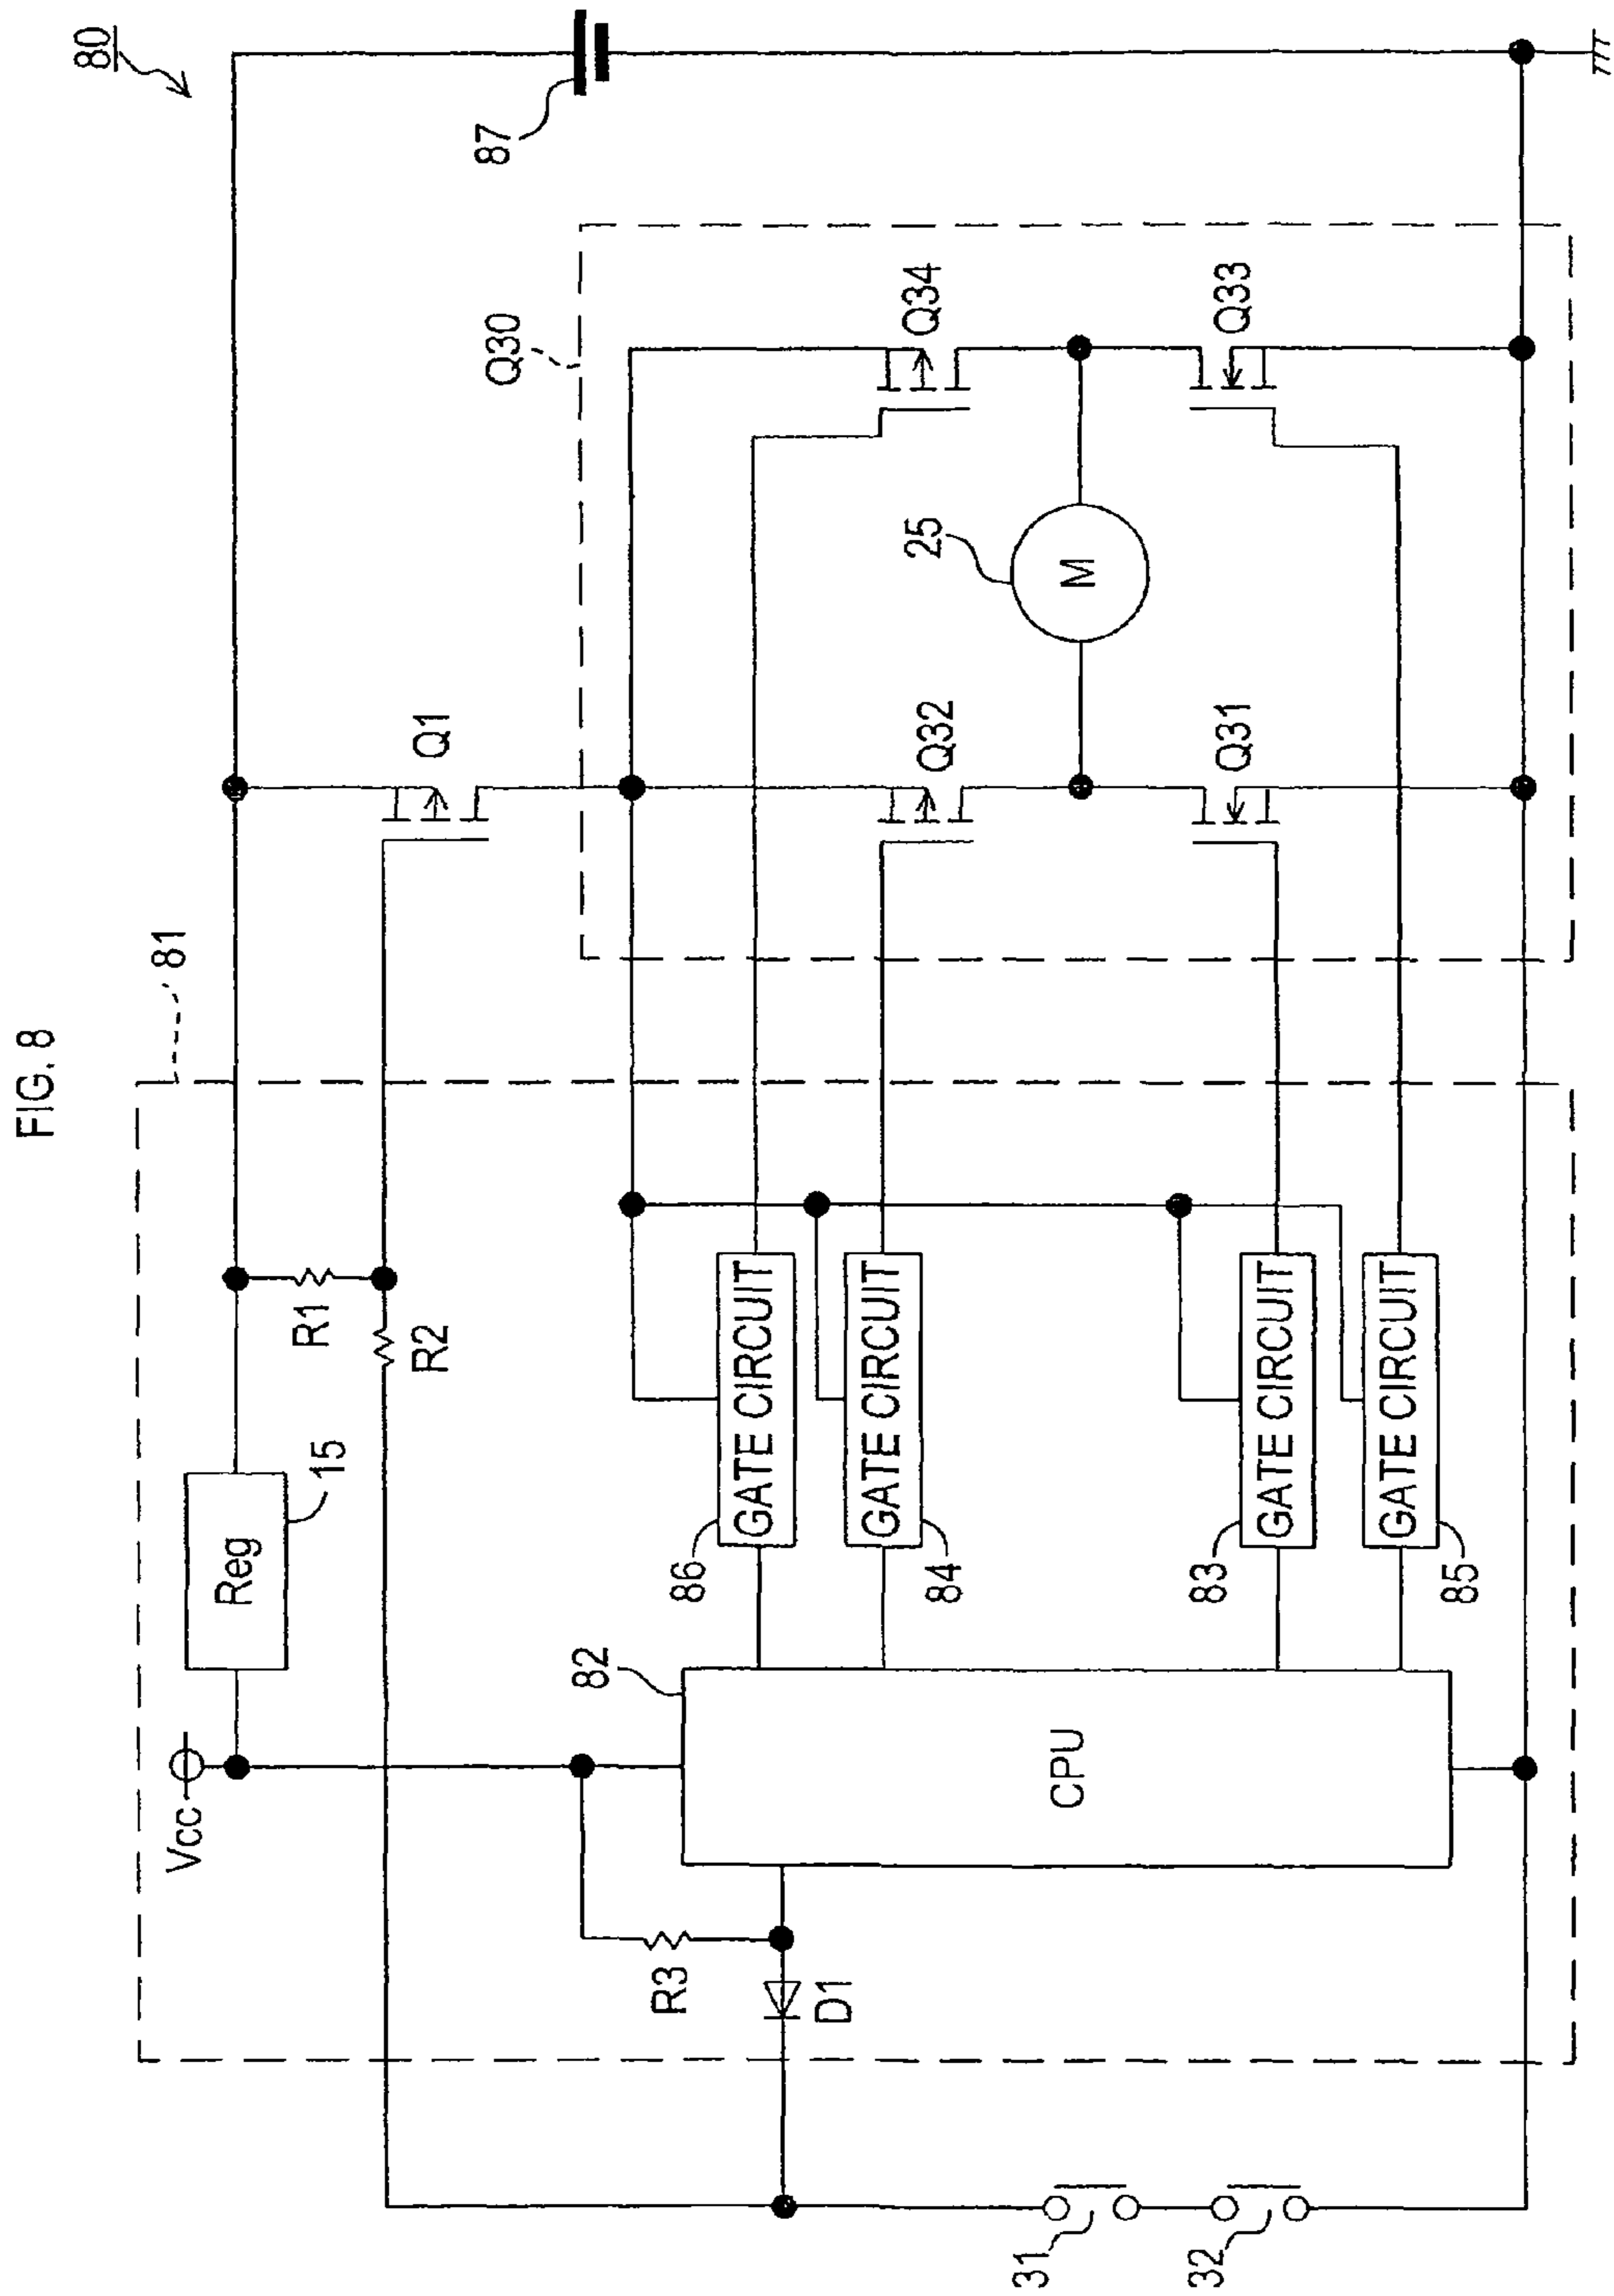 FIG. 8
80
81
Vcc
Reg
15
R1
R2
Q1
87
Q30
82
CPU
R3
D1
86
GATE CIRCUIT
84
GATE CIRCUIT
83
GATE CIRCUIT
85
GATE CIRCUIT
Q32
Q34
25
M
Q31
Q33
31
32